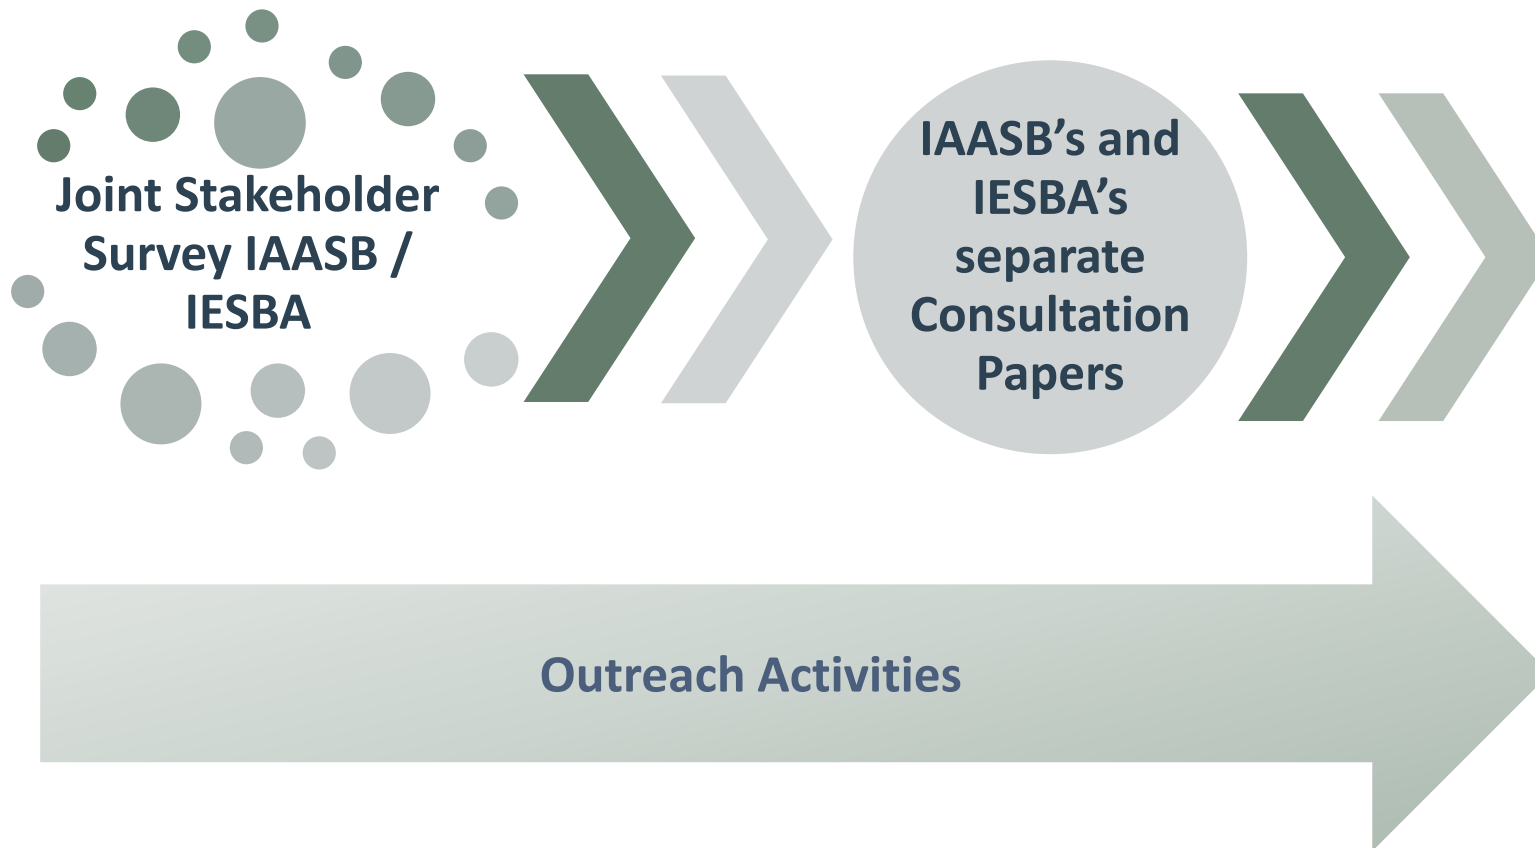 Joint Stakeholder
Survey IAASB /
IESBA
IAASB’s and
IESBA’s
separate
Consultation
Papers
Outreach Activities